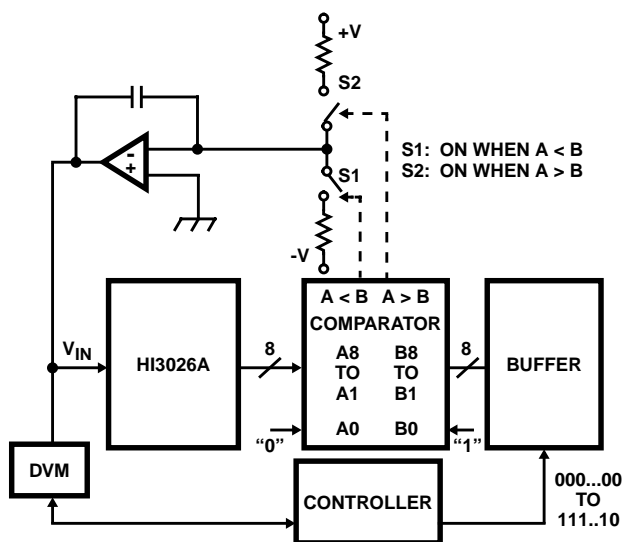 +V
S2
S1: ON WHEN A < B
S2: ON WHEN A > B
-
+
S1
-V
A < B A > B
COMPARATOR
A8 TO A1
B8 TO B1
A0 B0
VIN
HI3026A
8
8
BUFFER
"0"
"1"
DVM
CONTROLLER
000...00
TO
111..10